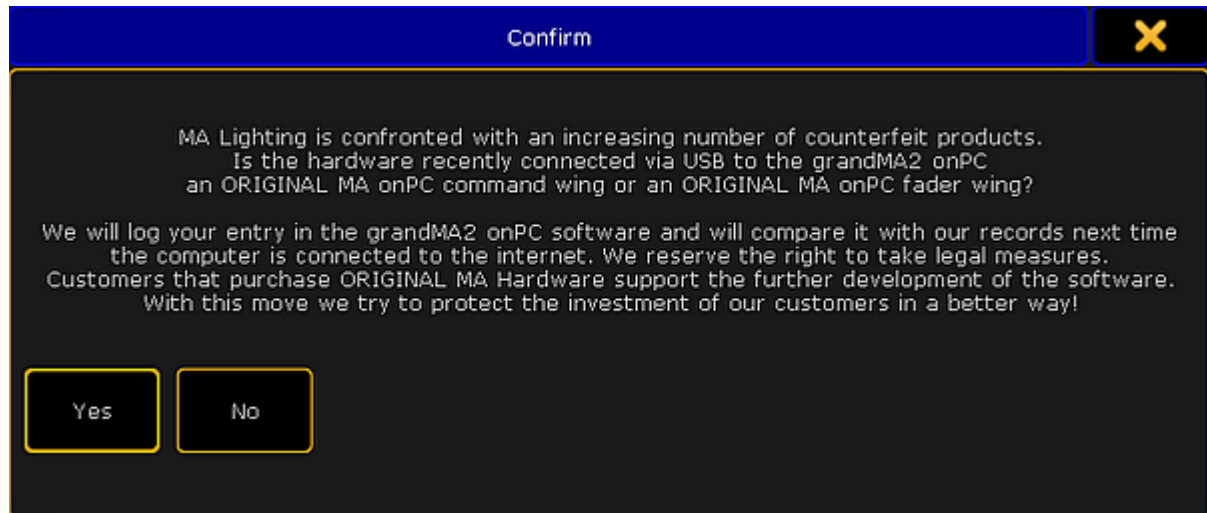 Confirm
MA Lighting is confronted with an increasing number of counterfeit products.
Is the hardware recently connected via USB to the grandMA2 onPC
an ORIGINAL MA onPC command wing or an ORIGINAL MA onPC fader wing?
We will log your entry in the grandMA2 onPC software and will compare it with our records next time
the computer is connected to the internet. We reserve the right to take legal measures.
Customers that purchase ORIGINAL MA Hardware support the further development of the software.
With this move we try to protect the investment of our customers in a better way!
Yes No